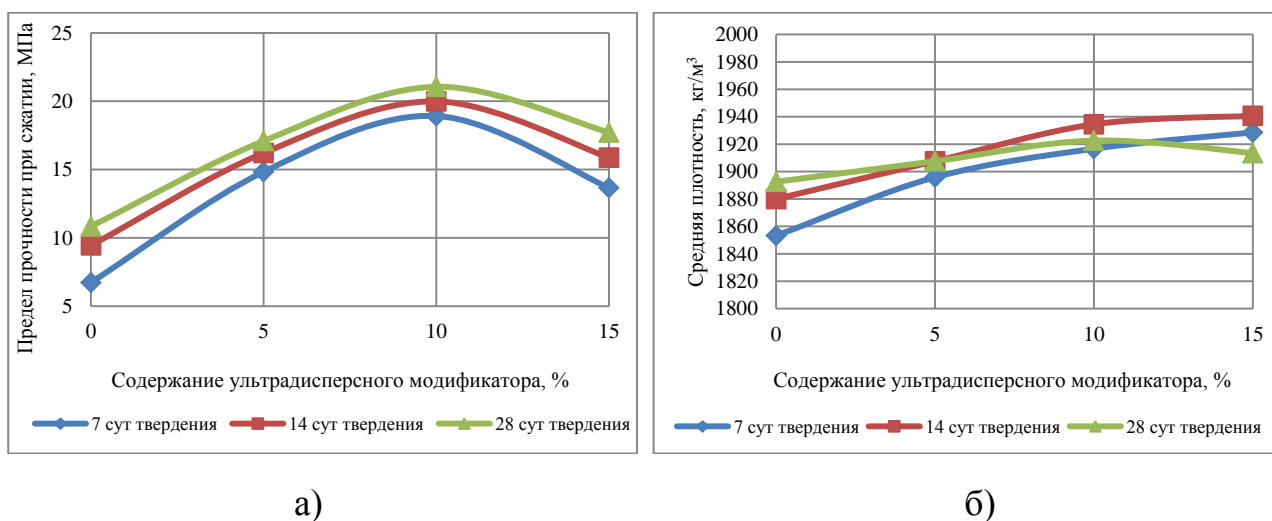 Предел прочности при сжатии, МПа
25
20
15
10
5
0 5 10 15
Содержание ультрадисперсного модификатора, %
7 сут твердения 14 сут твердения 28 сут твердения
а)
Средняя плотность, кг/м³
2000
1980
1960
1940
1920
1900
1880
1860
1840
1820
1800
0 5 10 15
Содержание ультрадисперсного модификатора, %
7 сут твердения 14 сут твердения 28 сут твердения
б)